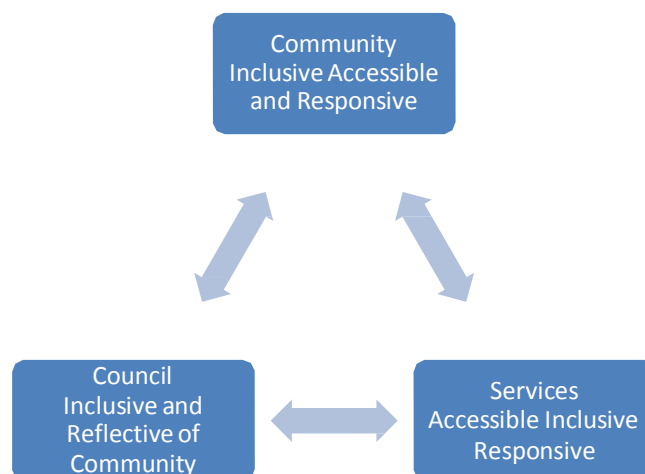 Community
Inclusive Accessible
and Responsive
Council
Inclusive and
Reflective of
Community
Services
Accessible Inclusive
Responsive